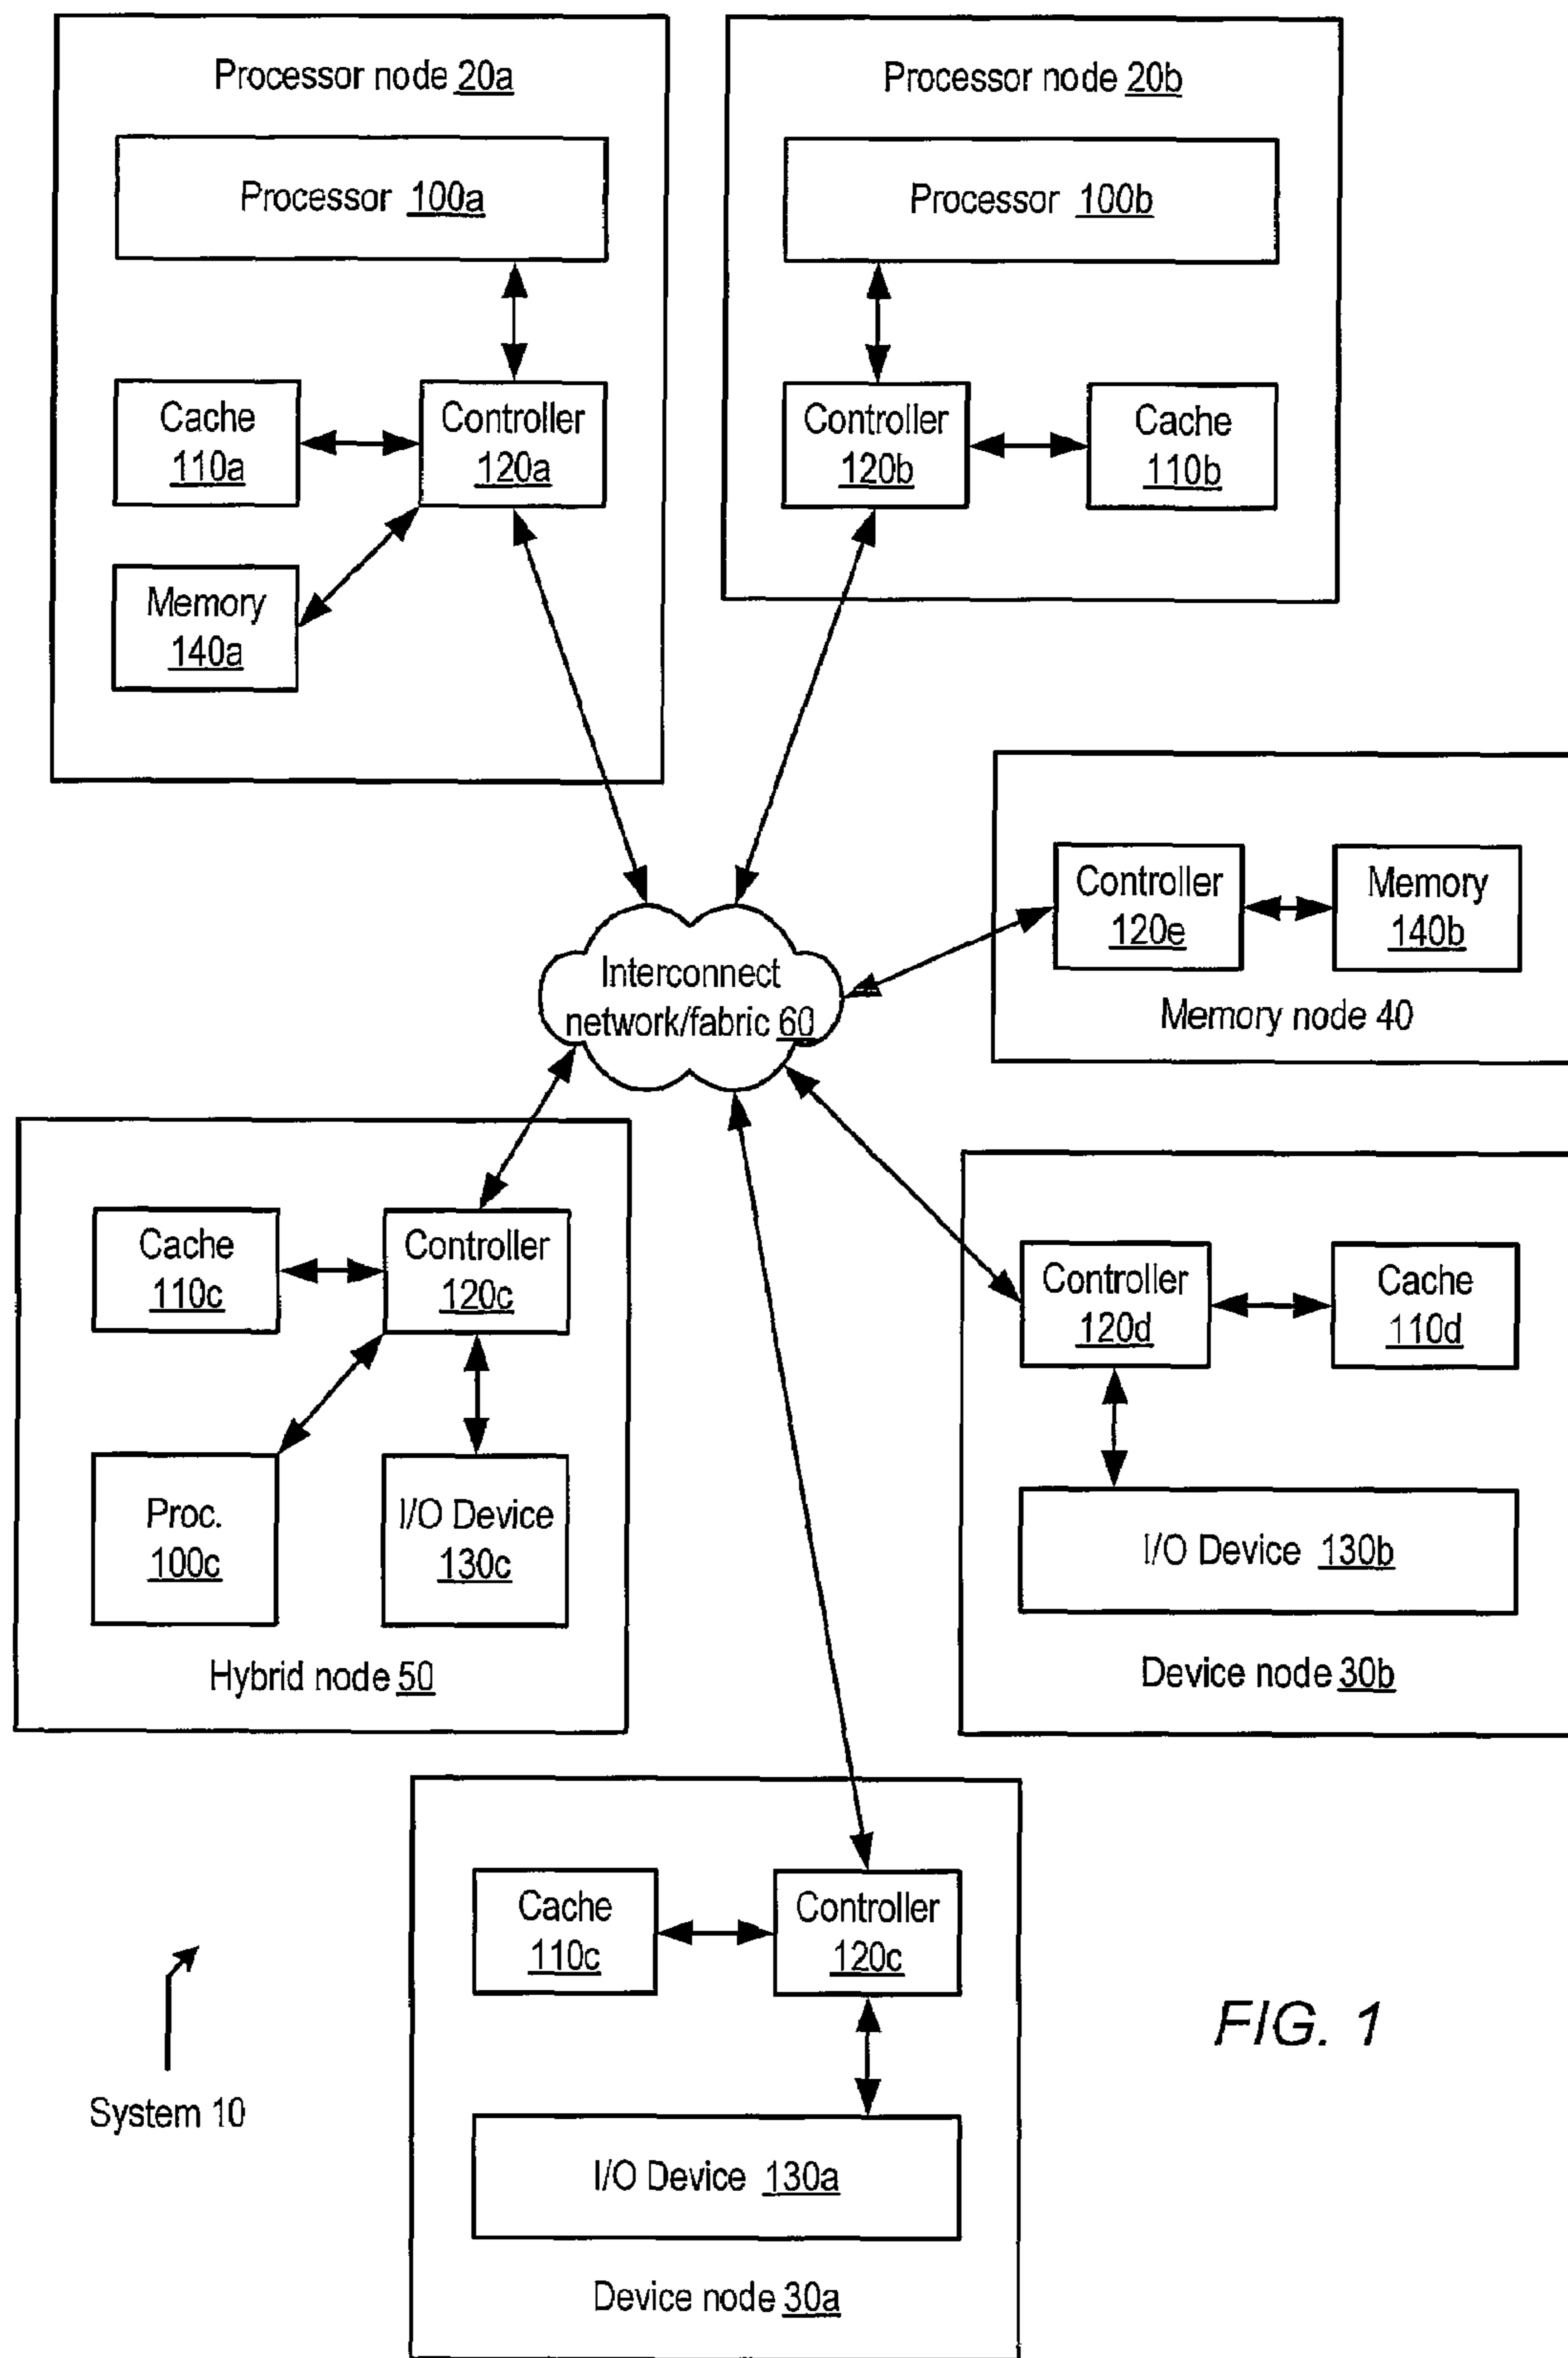 Processor node 20a
Processor 100a
Cache
110a
Controller
120a
Memory
140a
Processor node 20b
Processor 100b
Controller
120b
Cache
110b
Interconnect
network/fabric 60
Controller
120e
Memory
140b
Memory node 40
Cache
110c
Controller
120c
Proc.
100c
I/O Device
130c
Hybrid node 50
Controller
120d
Cache
110d
I/O Device 130b
Device node 30b
Cache
110c
Controller
120c
I/O Device 130a
Device node 30a
System 10
FIG. 1